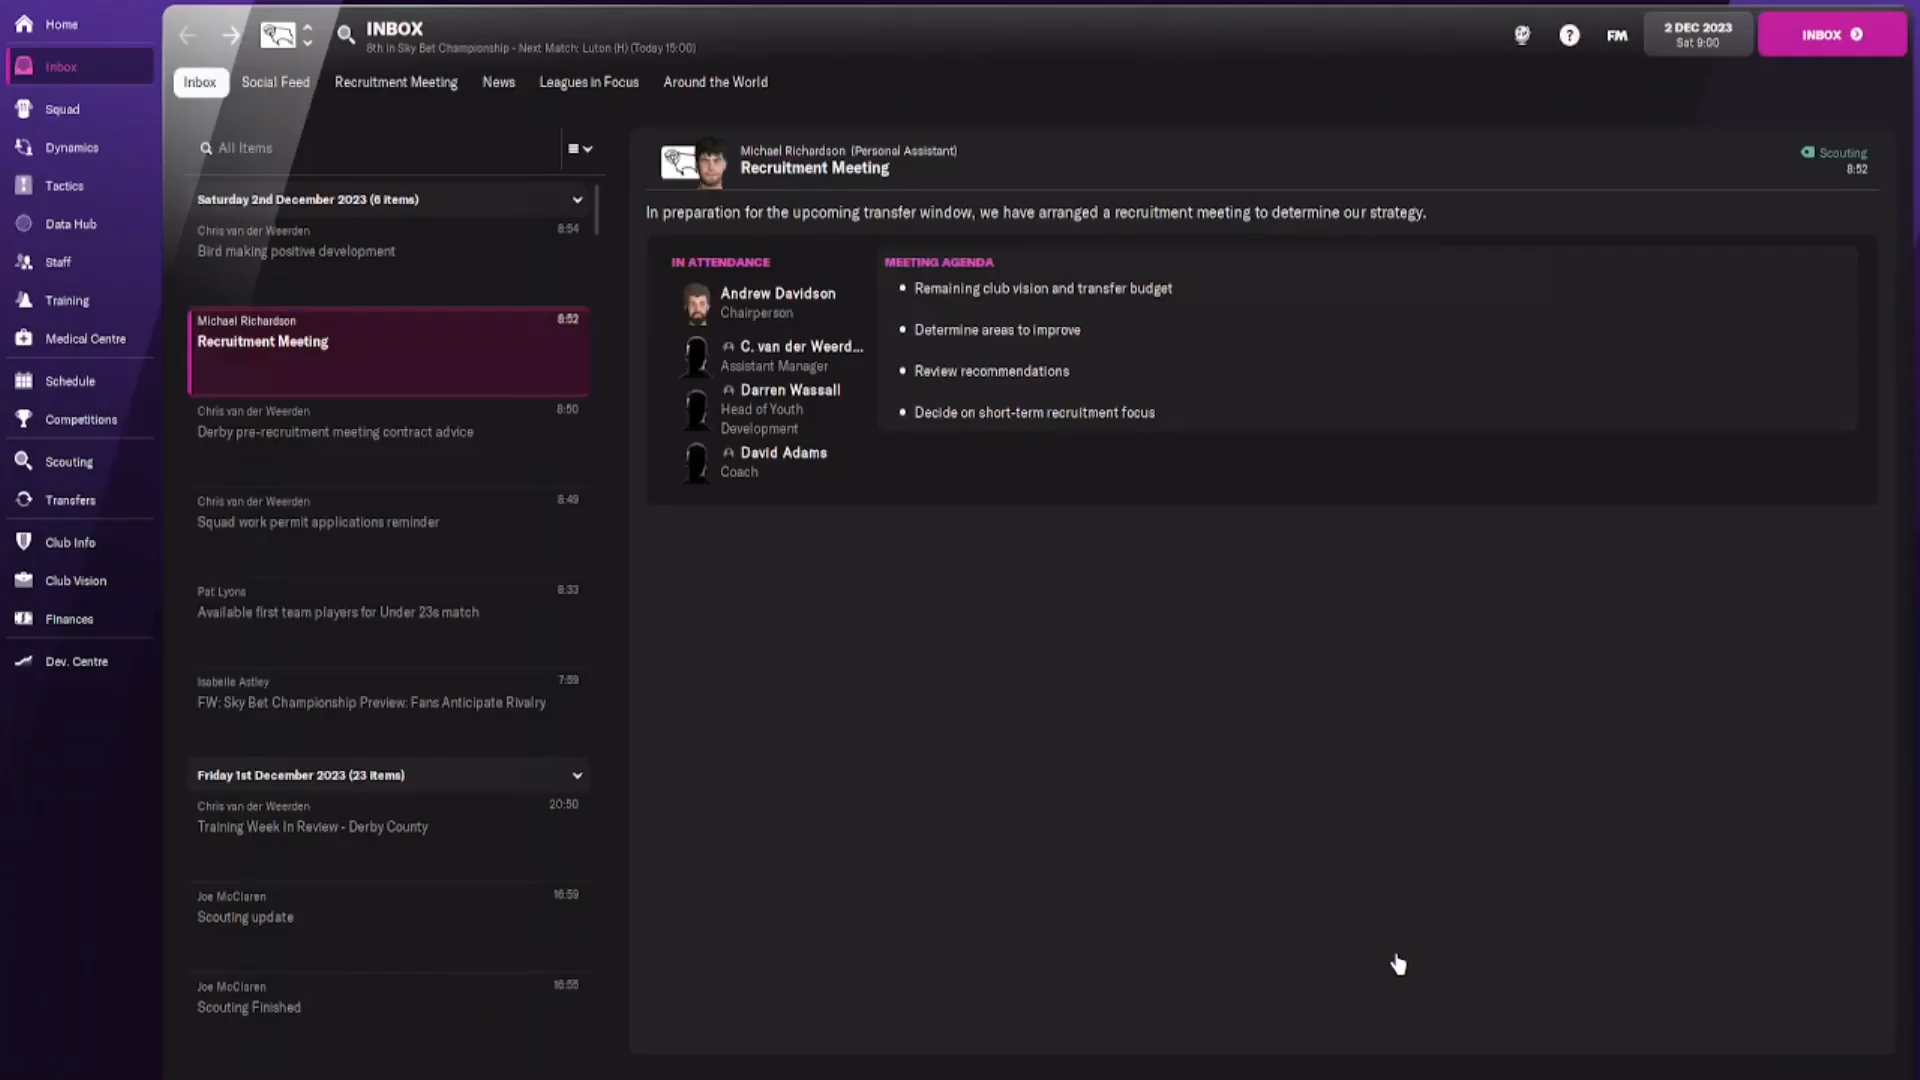 Home
Inbox
Squad
Dynamics
Tactics
Data Hub
Staff
Training
Medical Centre
Schedule
Competitions
Scouting
Transfers
Club Info
Club Vision
Finances
Dev. Centre
INBOX
8th in Sky Bet Championship - Next Match: Luton (H) (Today 15:00)
FM
2 DEC 2023
Sat 9:00
INBOX
Inbox
Social Feed
Recruitment Meeting
News
Leagues in Focus
Around the World
All Items
Saturday 2nd December 2023 (6 items)
Chris van der Weerden 8:54
Bird making positive development
Michael Richardson 8:52
Recruitment Meeting
Chris van der Weerden 8:50
Derby pre-recruitment meeting contract advice
Chris van der Weerden 8:49
Squad work permit applications reminder
Pat Lyons 8:33
Available first team players for Under 23s match
Isabelle Astley 7:59
FW: Sky Bet Championship Preview: Fans Anticipate Rivalry
Friday 1st December 2023 (23 items)
Chris van der Weerden 20:50
Training Week In Review - Derby County
Joe McClaren 16:59
Scouting update
Joe McClaren 16:55
Scouting Finished
Michael Richardson (Personal Assistant)
Recruitment Meeting
Scouting
8:52
In preparation for the upcoming transfer window, we have arranged a recruitment meeting to determine our strategy.
IN ATTENDANCE
Andrew Davidson
Chairperson
C. van der Weerd...
Assistant Manager
Darren Wassall
Head of Youth
Development
David Adams
Coach
MEETING AGENDA
• Remaining club vision and transfer budget
• Determine areas to improve
• Review recommendations
• Decide on short-term recruitment focus